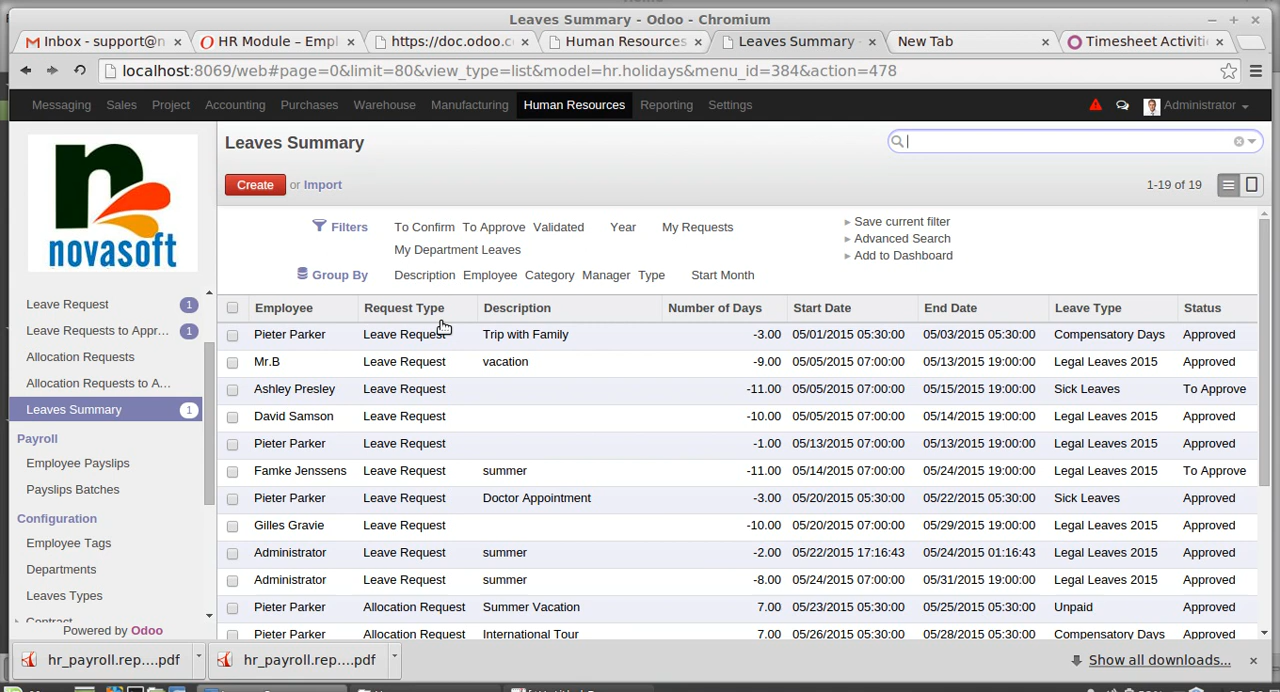 Leaves Summary - Odoo - Chromium
Inbox - support@n × HR Module – Empl × https://doc.odoo.c × Human Resources × Leaves Summary - × New Tab × Timesheet Activiti ×
localhost:8069/web#page=0&limit=80&view_type=list&model=hr.holidays&menu_id=384&action=478
Messaging Sales Project Accounting Purchases Warehouse Manufacturing Human Resources Reporting Settings Administrator
n
novasoft
Leaves Summary
Create or Import
1-19 of 19
Filters To Confirm To Approve Validated Year My Requests
My Department Leaves
Group By Description Employee Category Manager Type Start Month
Save current filter
Advanced Search
Add to Dashboard
Leave Request 1
Leave Requests to Appr... 1
Allocation Requests
Allocation Requests to A...
Leaves Summary 1
Payroll
Employee Payslips
Payslips Batches
Configuration
Employee Tags
Departments
Leaves Types
Contract
Powered by Odoo
Employee Request Type Description Number of Days Start Date End Date Leave Type Status
Pieter Parker Leave Request Trip with Family -3.00 05/01/2015 05:30:00 05/03/2015 05:30:00 Compensatory Days Approved
Mr.B Leave Request vacation -9.00 05/05/2015 07:00:00 05/13/2015 19:00:00 Legal Leaves 2015 Approved
Ashley Presley Leave Request -11.00 05/05/2015 07:00:00 05/15/2015 19:00:00 Sick Leaves To Approve
David Samson Leave Request -10.00 05/05/2015 07:00:00 05/14/2015 19:00:00 Legal Leaves 2015 Approved
Pieter Parker Leave Request -1.00 05/13/2015 07:00:00 05/13/2015 19:00:00 Legal Leaves 2015 Approved
Famke Jenssens Leave Request summer -11.00 05/14/2015 07:00:00 05/24/2015 19:00:00 Legal Leaves 2015 To Approve
Pieter Parker Leave Request Doctor Appointment -3.00 05/20/2015 05:30:00 05/22/2015 05:30:00 Sick Leaves Approved
Gilles Gravie Leave Request -10.00 05/20/2015 07:00:00 05/29/2015 19:00:00 Legal Leaves 2015 Approved
Administrator Leave Request summer -2.00 05/22/2015 17:16:43 05/24/2015 01:16:43 Legal Leaves 2015 Approved
Administrator Leave Request summer -8.00 05/24/2015 07:00:00 05/31/2015 19:00:00 Legal Leaves 2015 Approved
Pieter Parker Allocation Request Summer Vacation 7.00 05/23/2015 05:30:00 05/25/2015 05:30:00 Unpaid Approved
Pieter Parker Allocation Request International Tour 7.00 05/26/2015 05:30:00 05/28/2015 05:30:00 Compensatory Days Approved
hr_payroll.rep....pdf hr_payroll.rep....pdf Show all downloads... ×